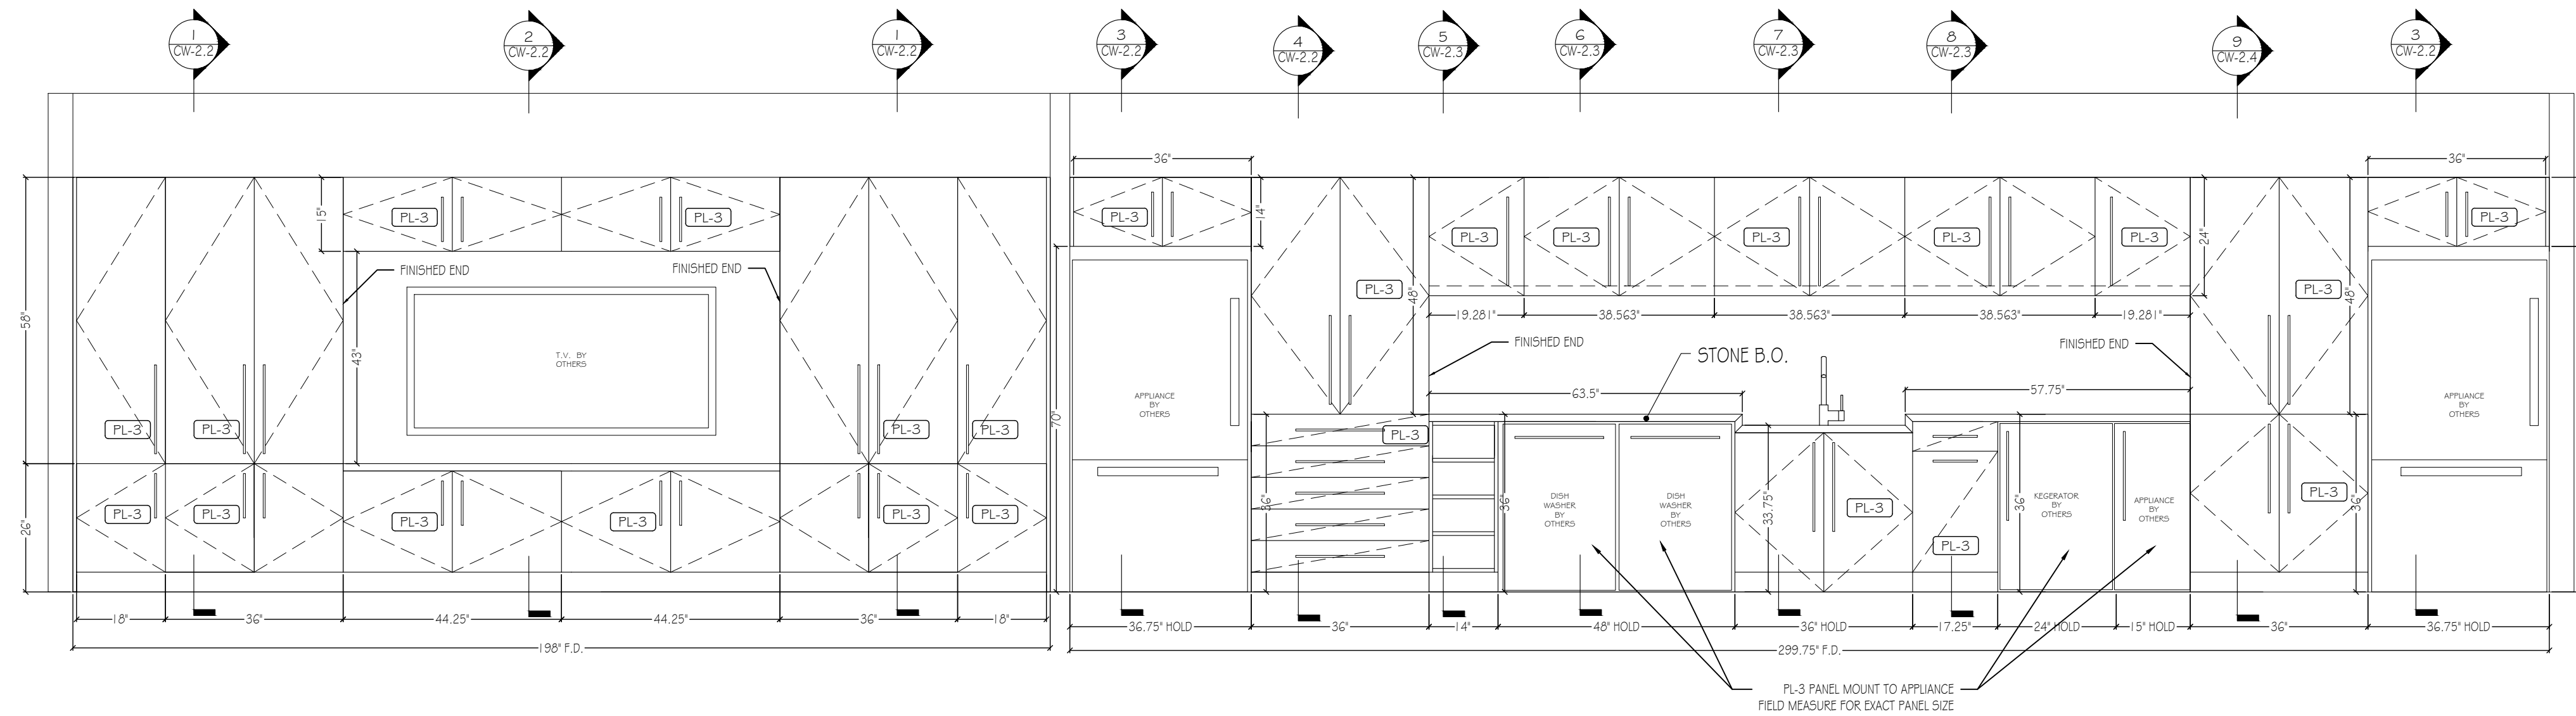 1
CW-2.2
2
CW-2.2
1
CW-2.2
3
CW-2.2
4
CW-2.2
5
CW-2.3
6
CW-2.3
7
CW-2.3
8
CW-2.3
9
CW-2.4
3
CW-2.2
36"
36"
15"
PL-3
PL-3
PL-3
14"
PL-3
PL-3
PL-3
PL-3
PL-3
24"
PL-3
FINISHED END
FINISHED END
58"
43"
T.V. BY
OTHERS
PL-3
48"
PL-3
48"
19.281"
38.563"
38.563"
38.563"
19.281"
FINISHED END
STONE B.O.
FINISHED END
63.5"
57.75"
70"
APPLIANCE
BY
OTHERS
APPLIANCE
BY
OTHERS
PL-3
PL-3
PL-3
PL-3
PL-3
26"
PL-3
PL-3
PL-3
PL-3
PL-3
PL-3
36"
36"
DISH
WASHER
BY
OTHERS
DISH
WASHER
BY
OTHERS
33.75"
PL-3
PL-3
36"
KEGERATOR
BY
OTHERS
APPLIANCE
BY
OTHERS
PL-3
36"
18"
36"
44.25"
44.25"
36"
18"
36.75" HOLD
36"
14"
48" HOLD
36" HOLD
17.25"
24" HOLD
15" HOLD
36"
36.75" HOLD
198" F.D.
299.75" F.D.
PL-3 PANEL MOUNT TO APPLIANCE
FIELD MEASURE FOR EXACT PANEL SIZE